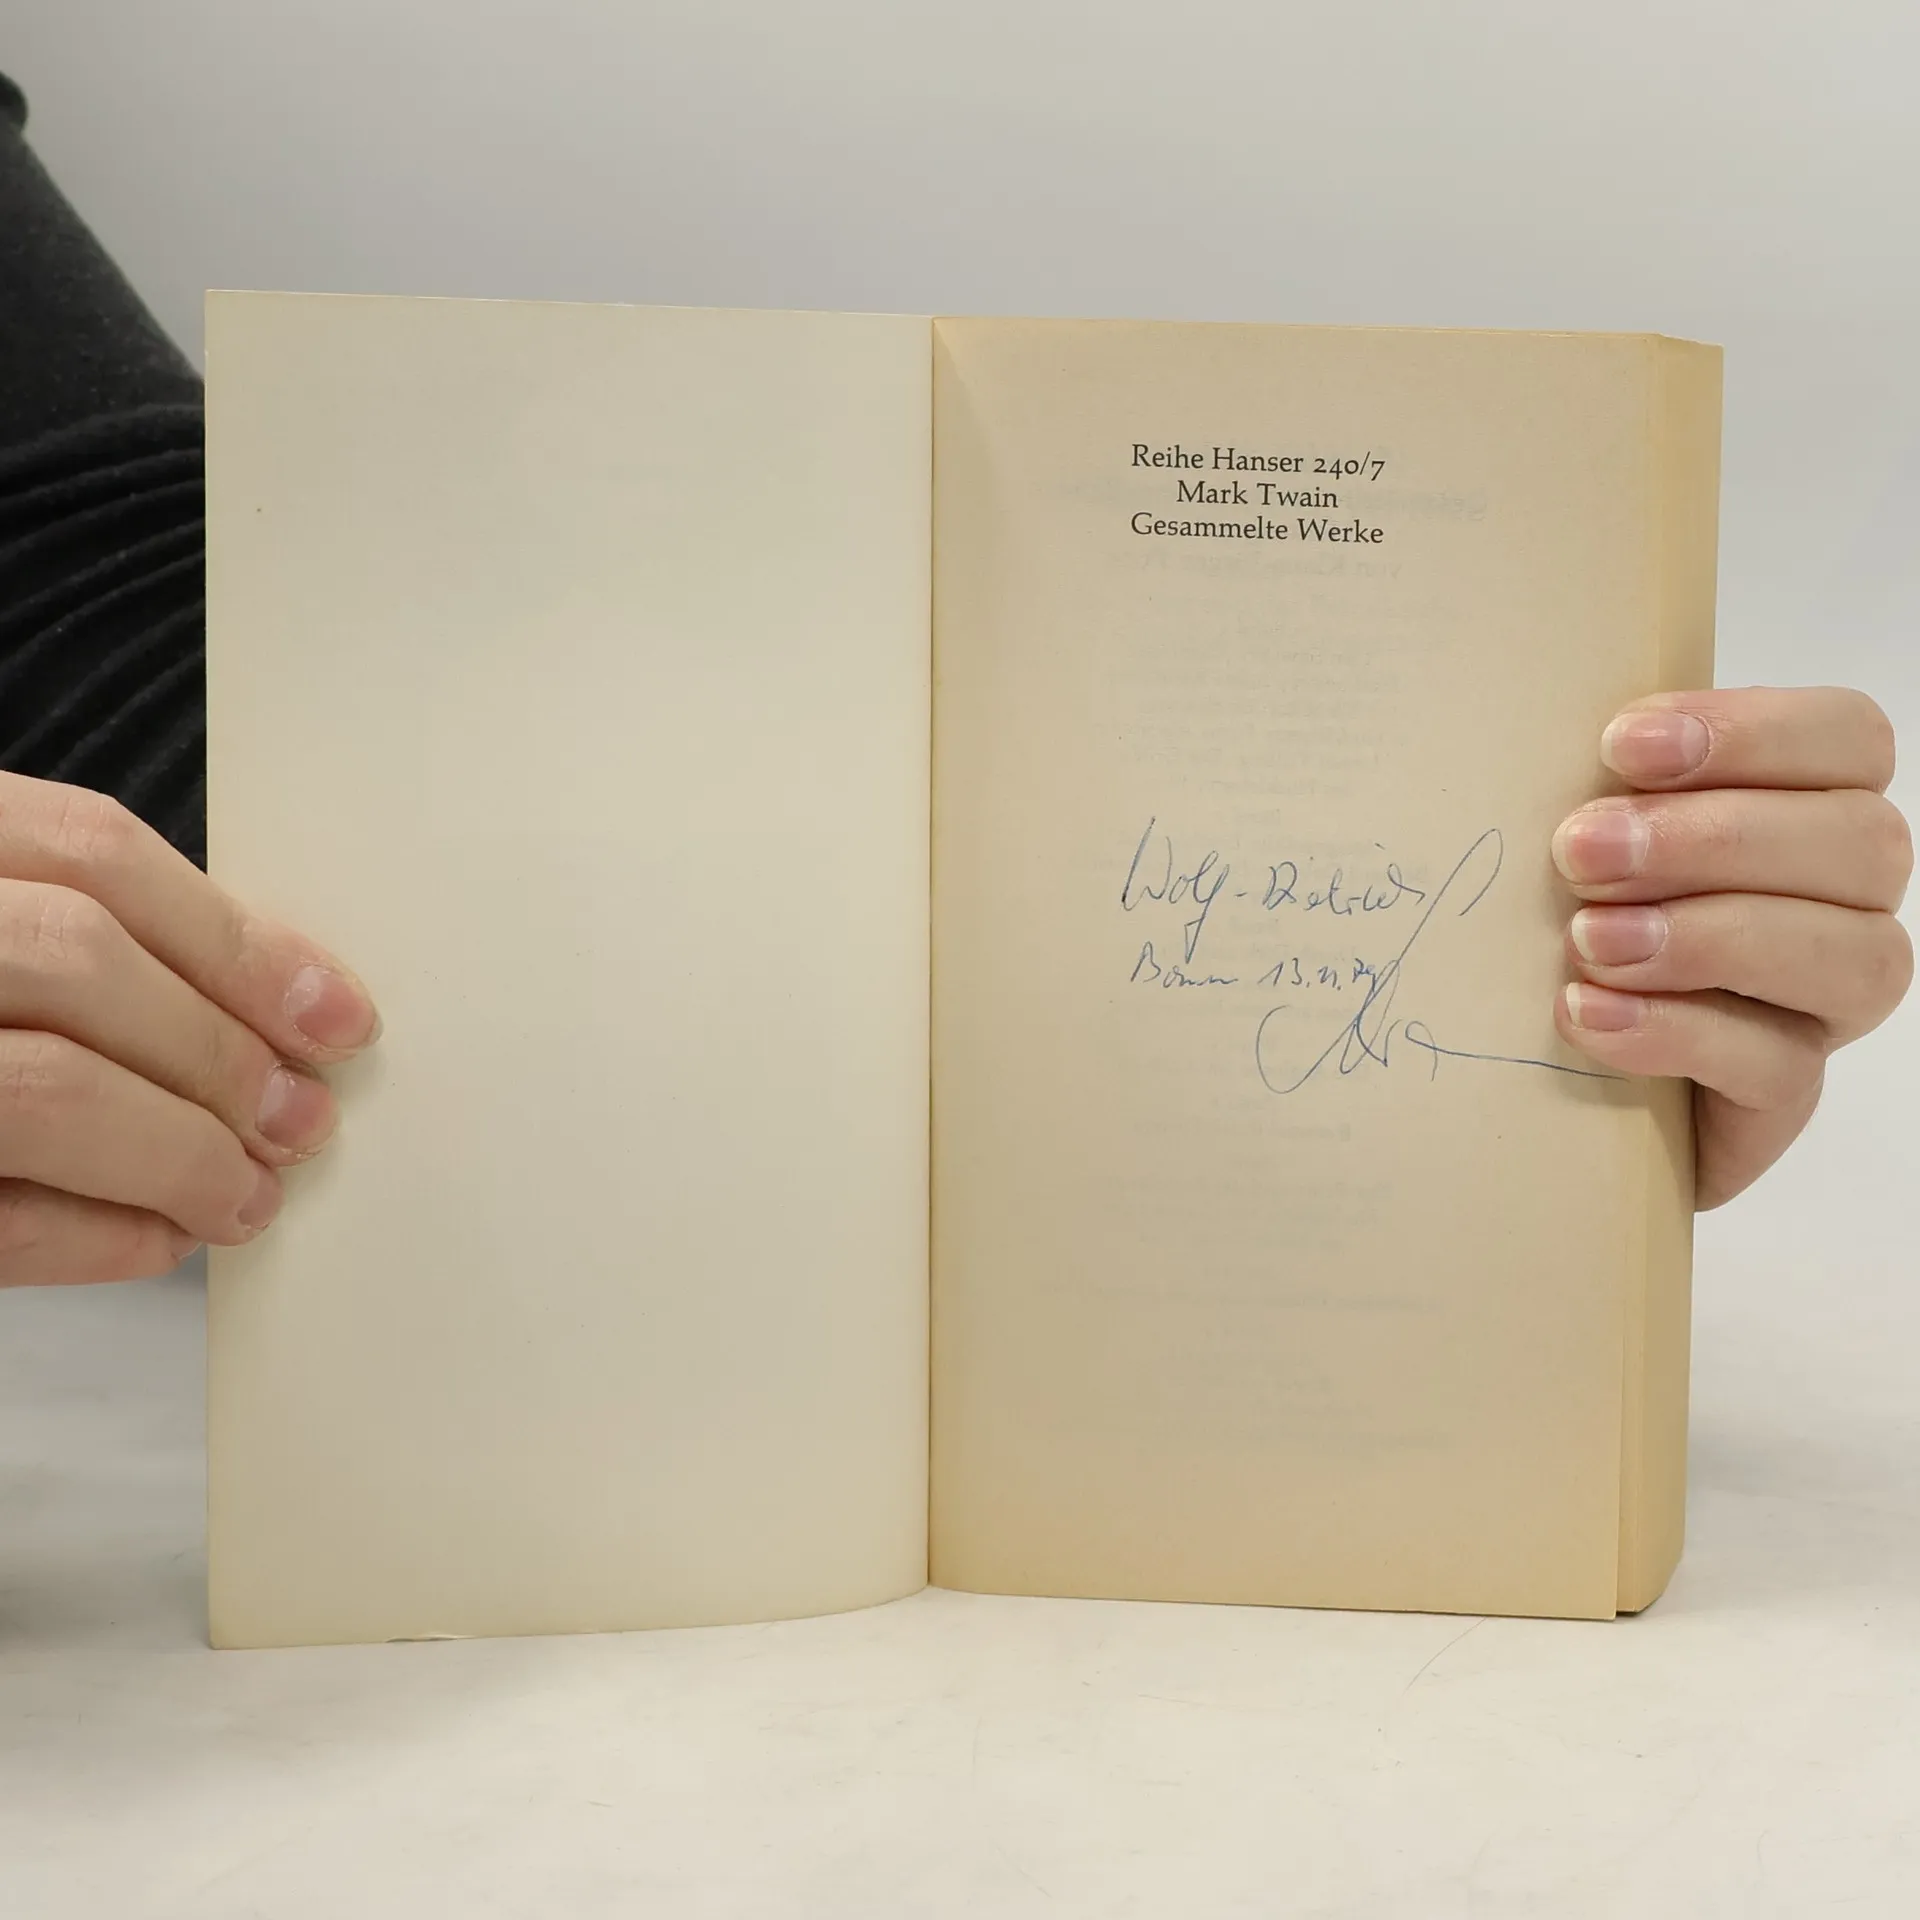 Reihe Hanser 240/7
Mark Twain
Gesammelte Werke
Wolf-Dietrich
Bonn 13.11.79